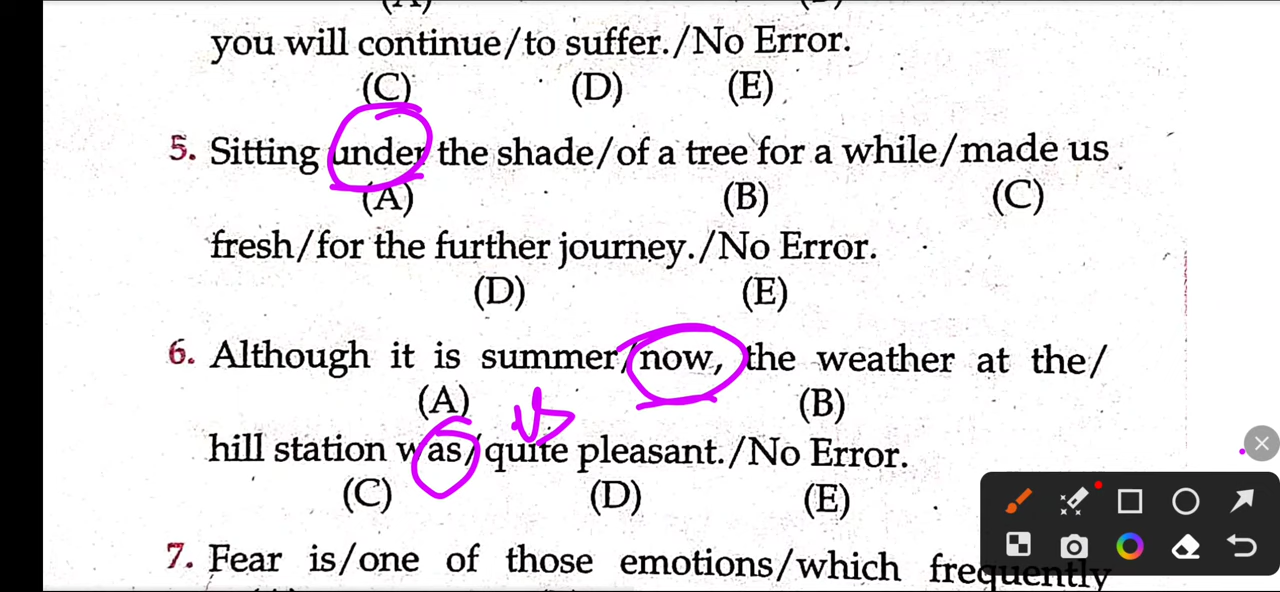 you will continue/to suffer./No Error.
(C) (D) (E)
5. Sitting under the shade/of a tree for a while/made us
(A) (B) (C)
fresh/for the further journey./No Error.
(D) (E)
6. Although it is summer/now, the weather at the/
(A) (B)
hill station was/quite pleasant./No Error.
(C) (D) (E)
7. Fear is/one of those emotions/which frequently